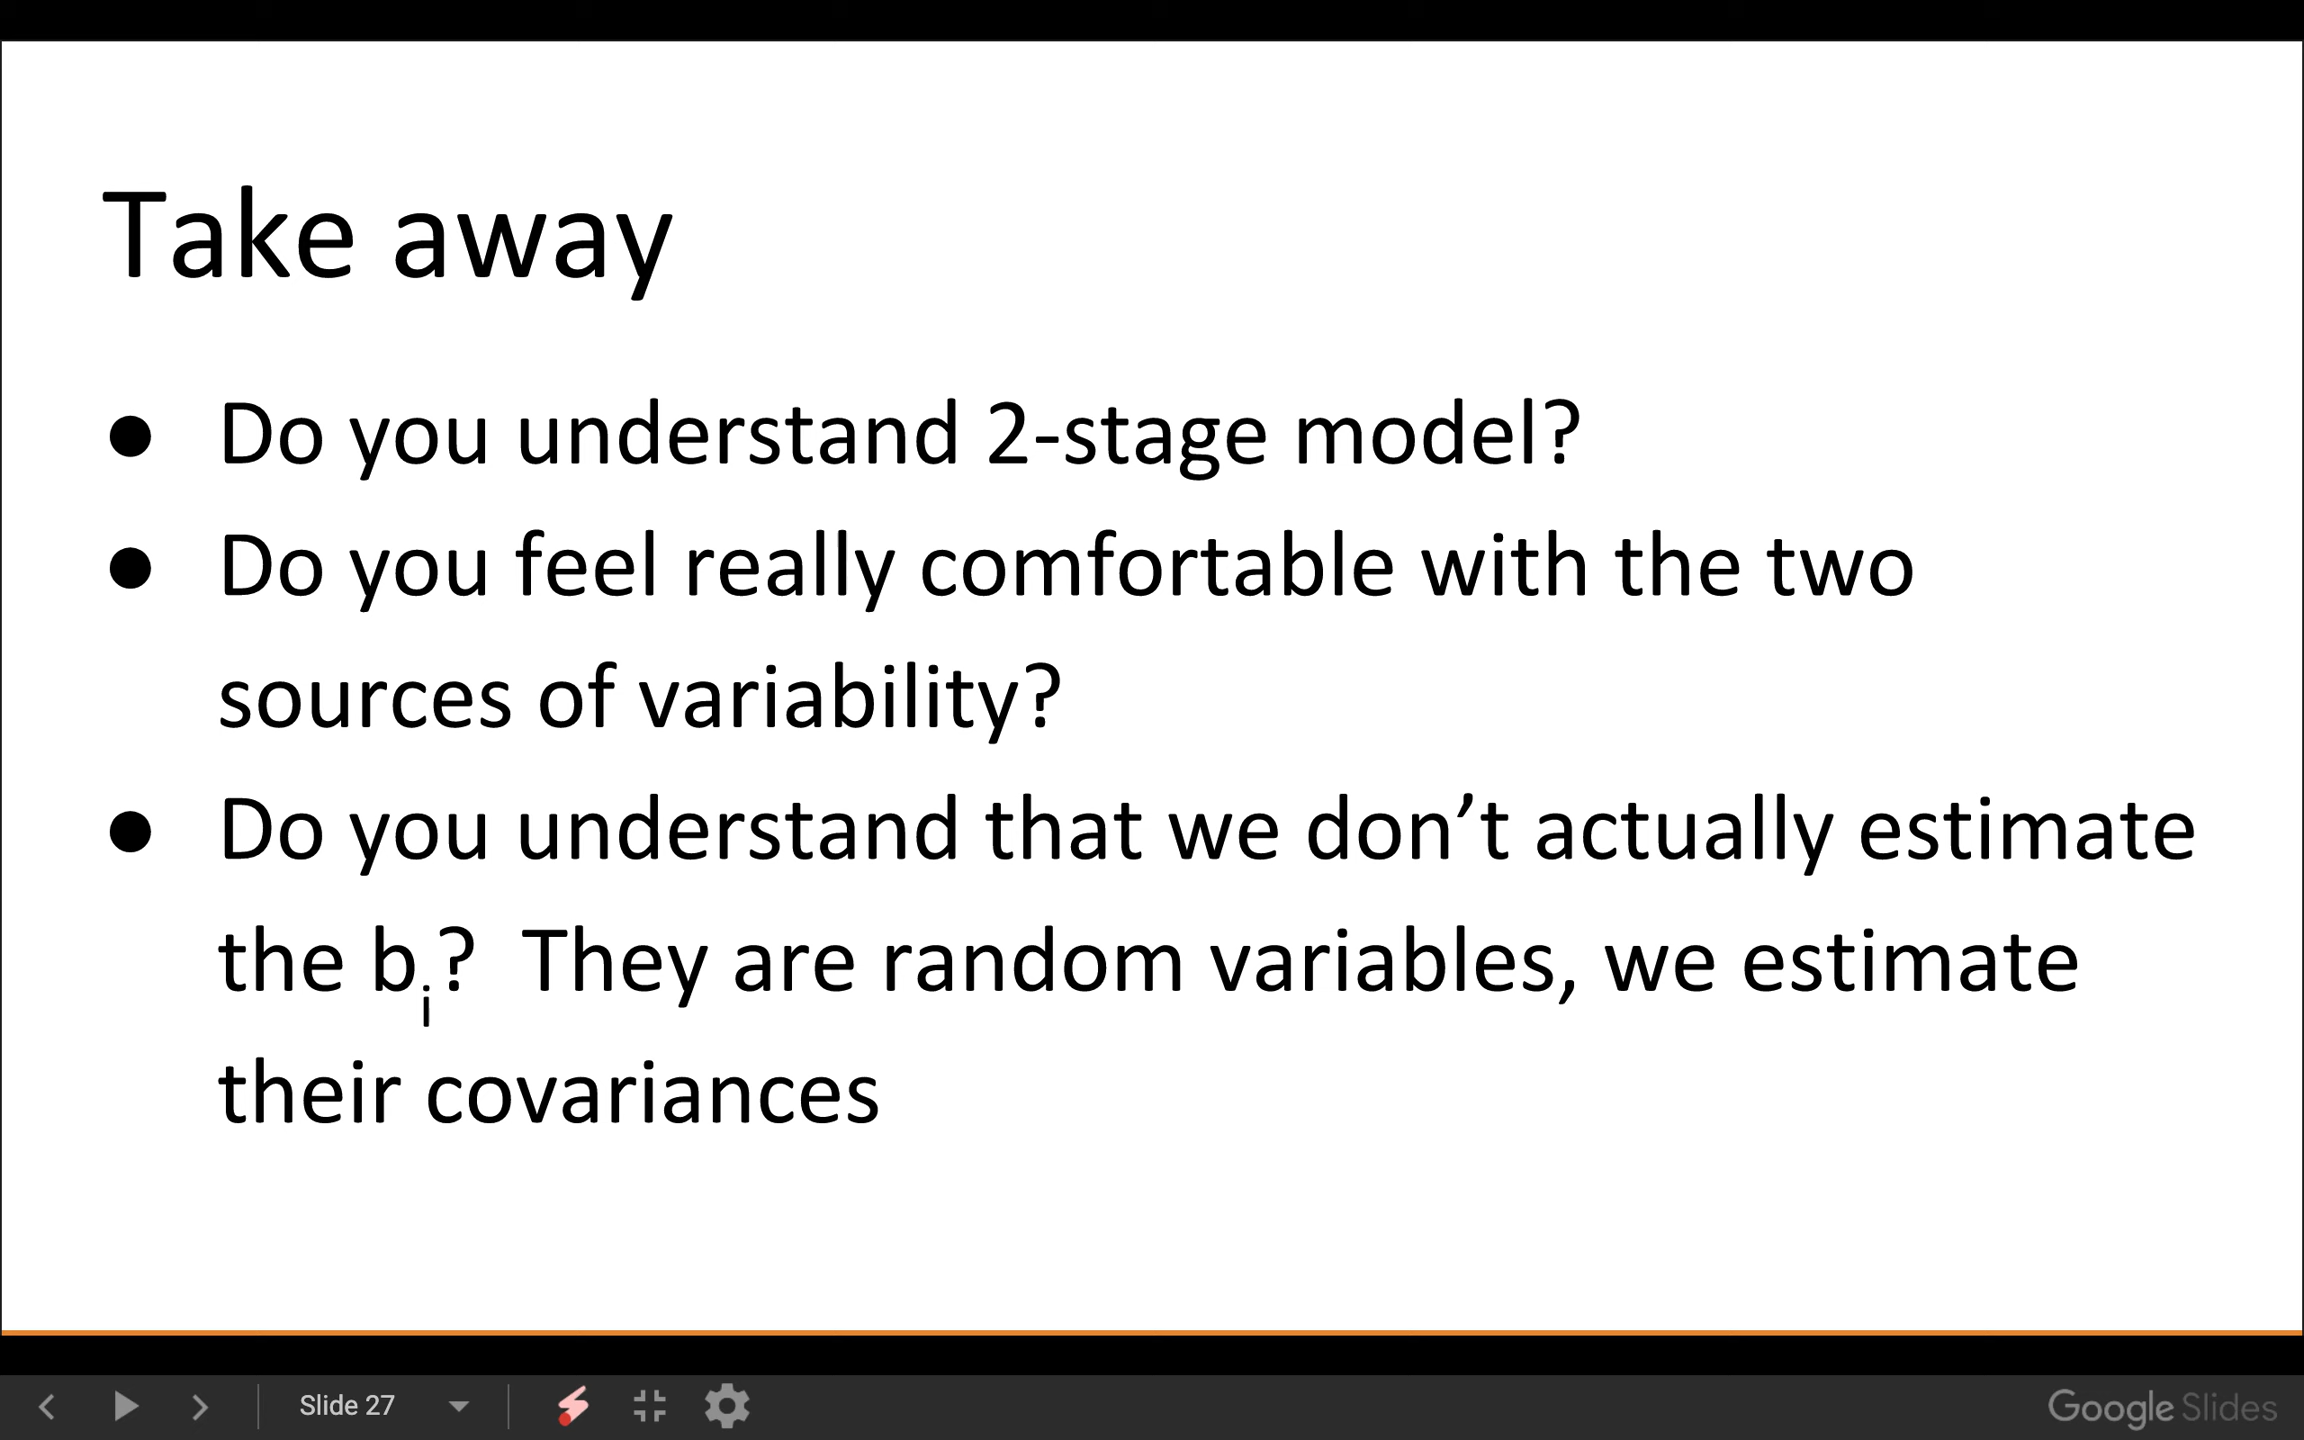 Take away
● Do you understand 2-stage model?
● Do you feel really comfortable with the two
sources of variability?
● Do you understand that we don’t actually estimate
the bᵢ?  They are random variables, we estimate
their covariances
Slide 27
Google Slides